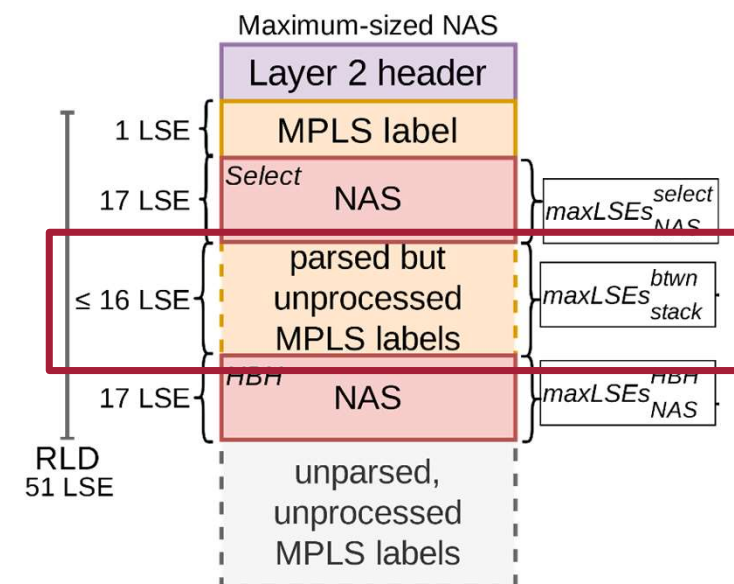 Maximum-sized NAS
Layer 2 header
1 LSE
MPLS label
Select
17 LSE
NAS
maxLSEs select NAS
≤ 16 LSE
parsed but
unprocessed
MPLS labels
maxLSEs btwn stack
HBH
17 LSE
NAS
maxLSEs HBH NAS
RLD
51 LSE
unparsed,
unprocessed
MPLS labels